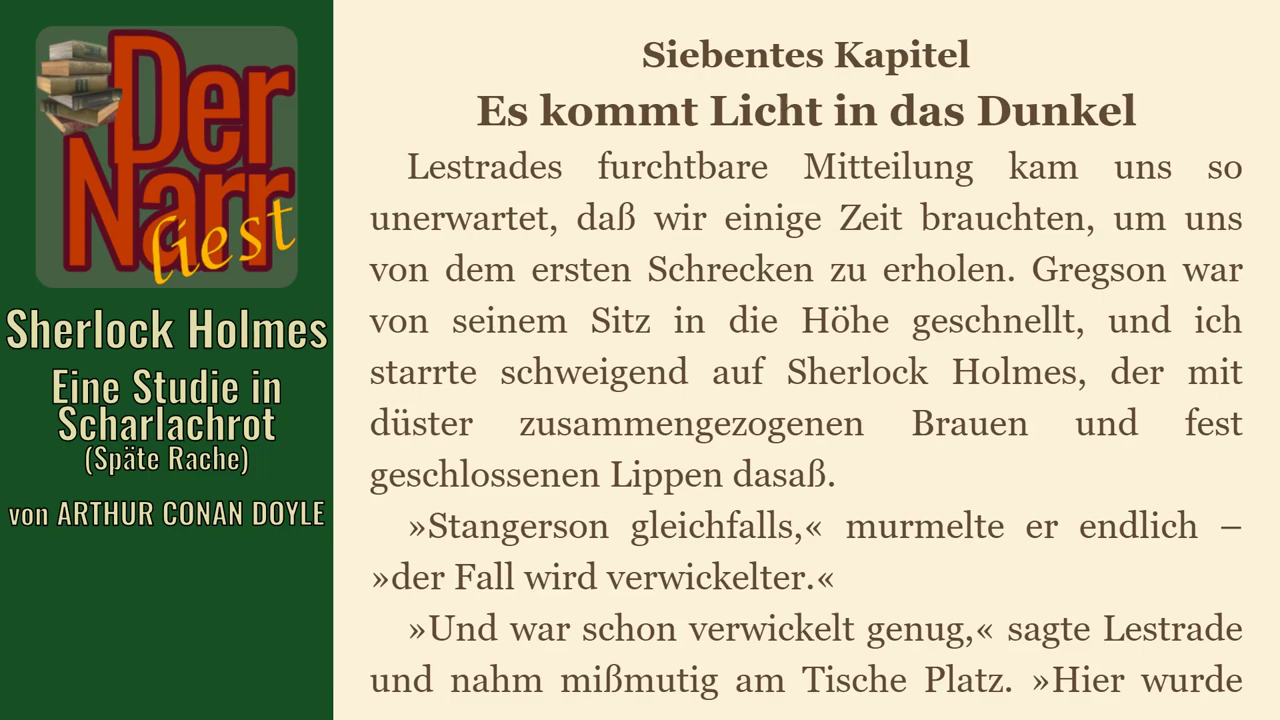 Der
Narr
liest
Sherlock Holmes
Eine Studie in
Scharlachrot
(Späte Rache)
von ARTHUR CONAN DOYLE
Siebentes Kapitel
Es kommt Licht in das Dunkel
Lestrades furchtbare Mitteilung kam uns so
unerwartet, daß wir einige Zeit brauchten, um uns
von dem ersten Schrecken zu erholen. Gregson war
von seinem Sitz in die Höhe geschnellt, und ich
starrte schweigend auf Sherlock Holmes, der mit
düster zusammengezogenen Brauen und fest
geschlossenen Lippen dasaß.
»Stangerson gleichfalls,« murmelte er endlich –
»der Fall wird verwickelter.«
»Und war schon verwickelt genug,« sagte Lestrade
und nahm mißmutig am Tische Platz. »Hier wurde